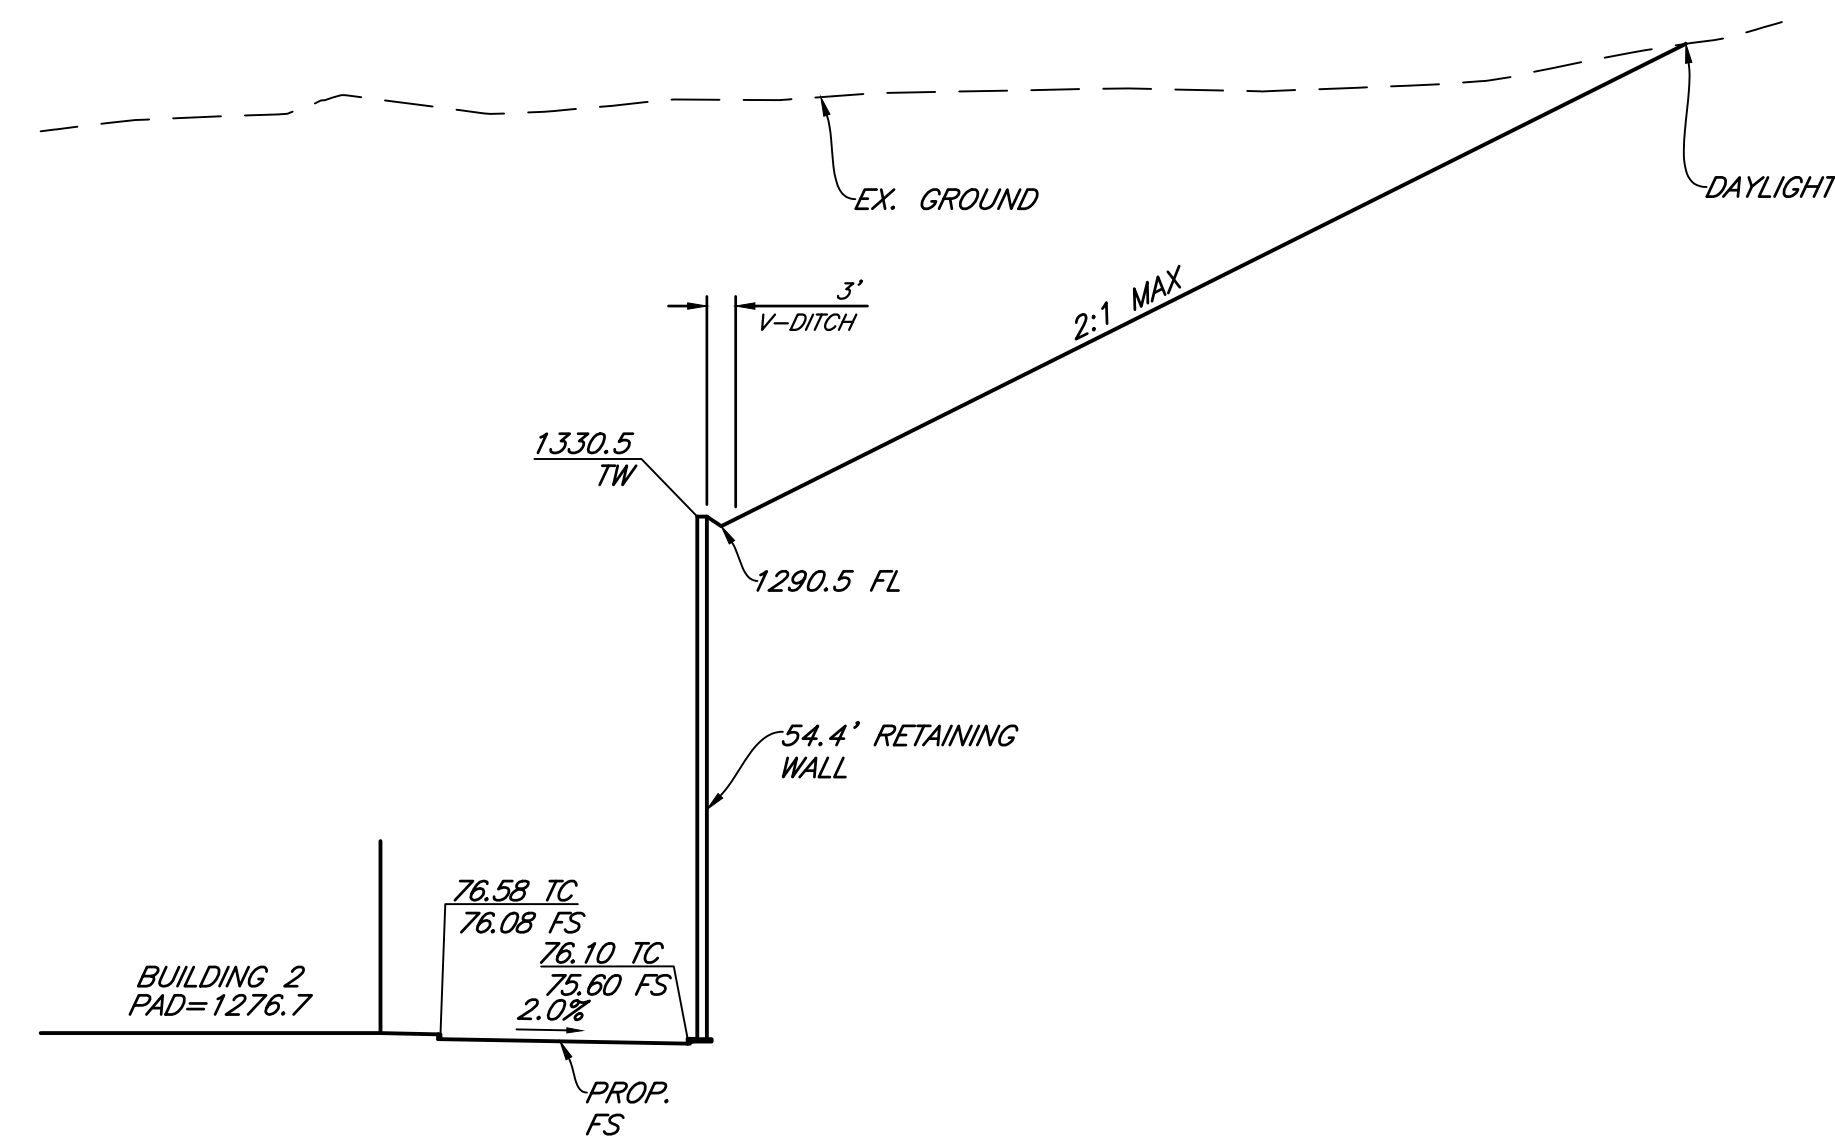 EX. GROUND
DAYLIGHT
2:1 MAX
3'
V-DITCH
1330.5
TW
1290.5 FL
54.4' RETAINING
WALL
76.58 TC
76.08 FS
76.10 TC
75.60 FS
2.0%
BUILDING 2
PAD=1276.7
PROP.
FS